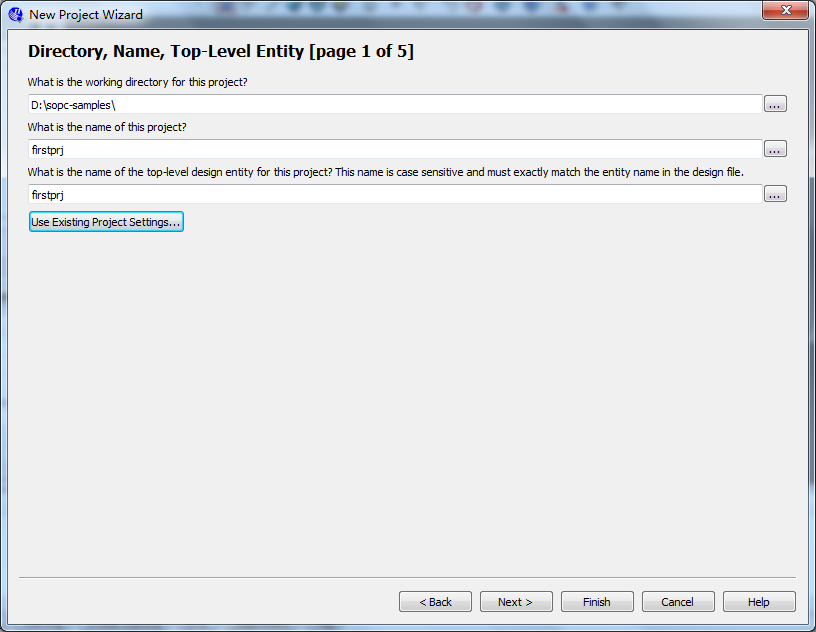 New Project Wizard
Directory, Name, Top-Level Entity [page 1 of 5]
What is the working directory for this project?
D:\sopc-samples\
...
What is the name of this project?
firstprj
...
What is the name of the top-level design entity for this project? This name is case sensitive and must exactly match the entity name in the design file.
firstprj
...
Use Existing Project Settings...
< Back
Next >
Finish
Cancel
Help